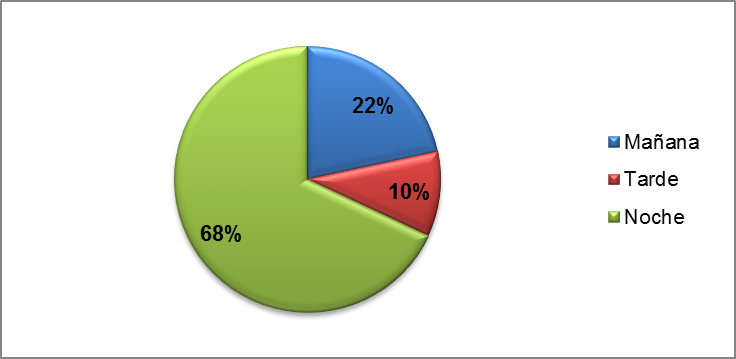 22%
10%
68%
Mañana
Tarde
Noche